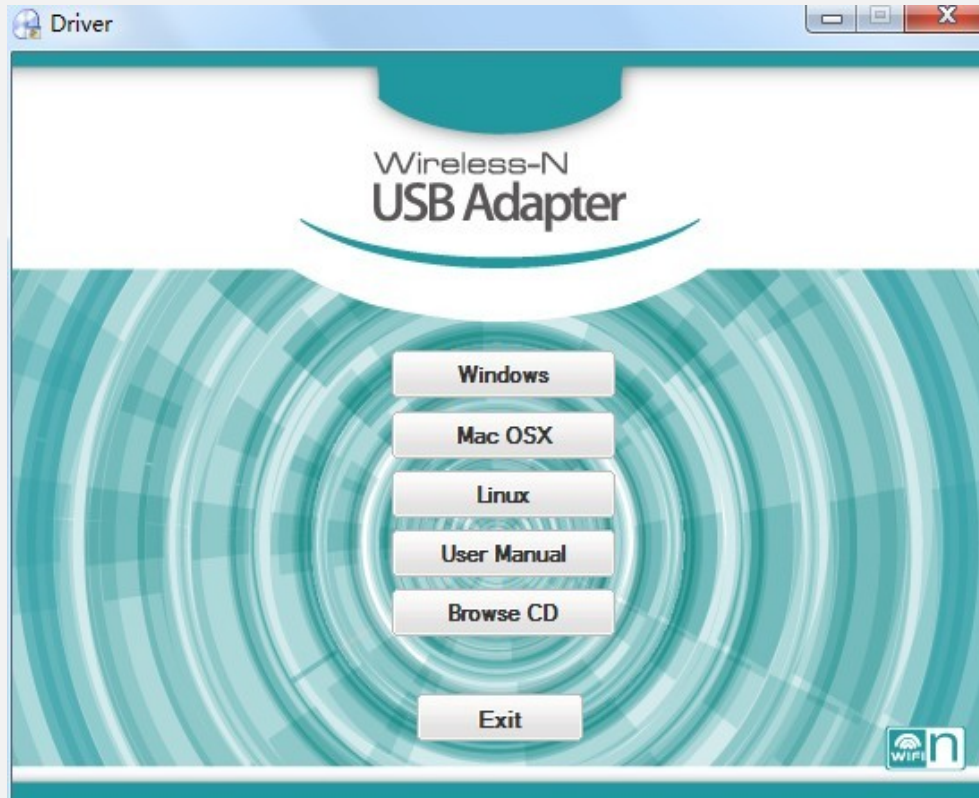 Driver
Wireless-N
USB Adapter
Windows
Mac OSX
Linux
User Manual
Browse CD
Exit
WiFi n